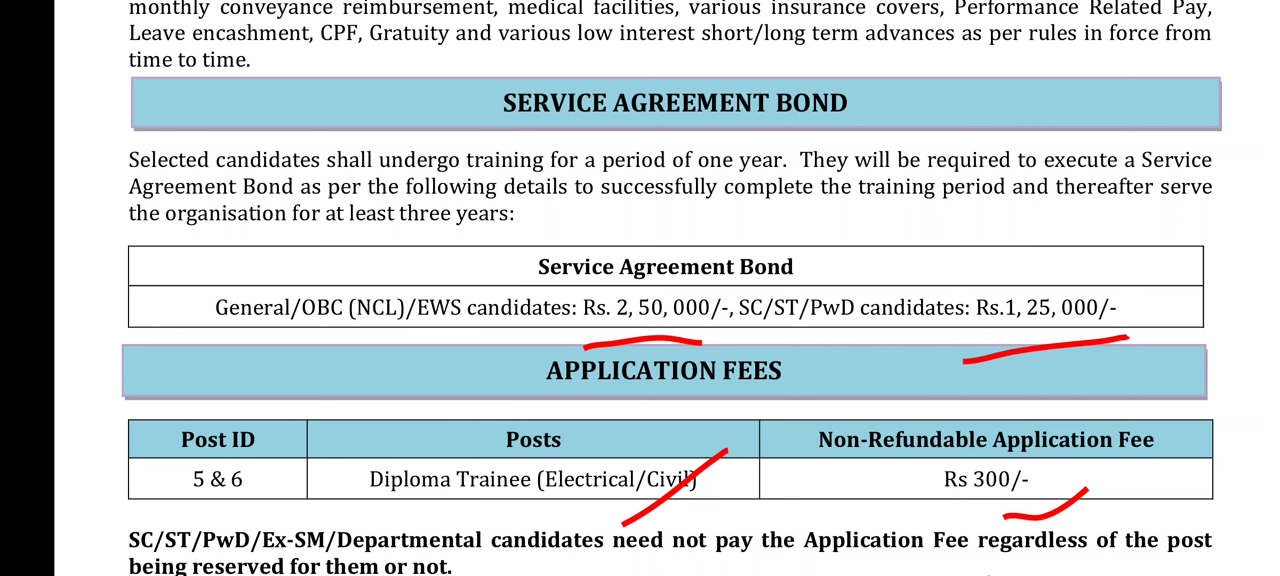 monthly conveyance reimbursement, medical facilities, various insurance covers, Performance Related Pay,
Leave encashment, CPF, Gratuity and various low interest short/long term advances as per rules in force from
time to time.
SERVICE AGREEMENT BOND
Selected candidates shall undergo training for a period of one year. They will be required to execute a Service
Agreement Bond as per the following details to successfully complete the training period and thereafter serve
the organisation for at least three years:
Service Agreement Bond
General/OBC (NCL)/EWS candidates: Rs. 2, 50, 000/-, SC/ST/PwD candidates: Rs.1, 25, 000/-
APPLICATION FEES
Post ID Posts Non-Refundable Application Fee
5 & 6 Diploma Trainee (Electrical/Civil) Rs 300/-
SC/ST/PwD/Ex-SM/Departmental candidates need not pay the Application Fee regardless of the post
being reserved for them or not.